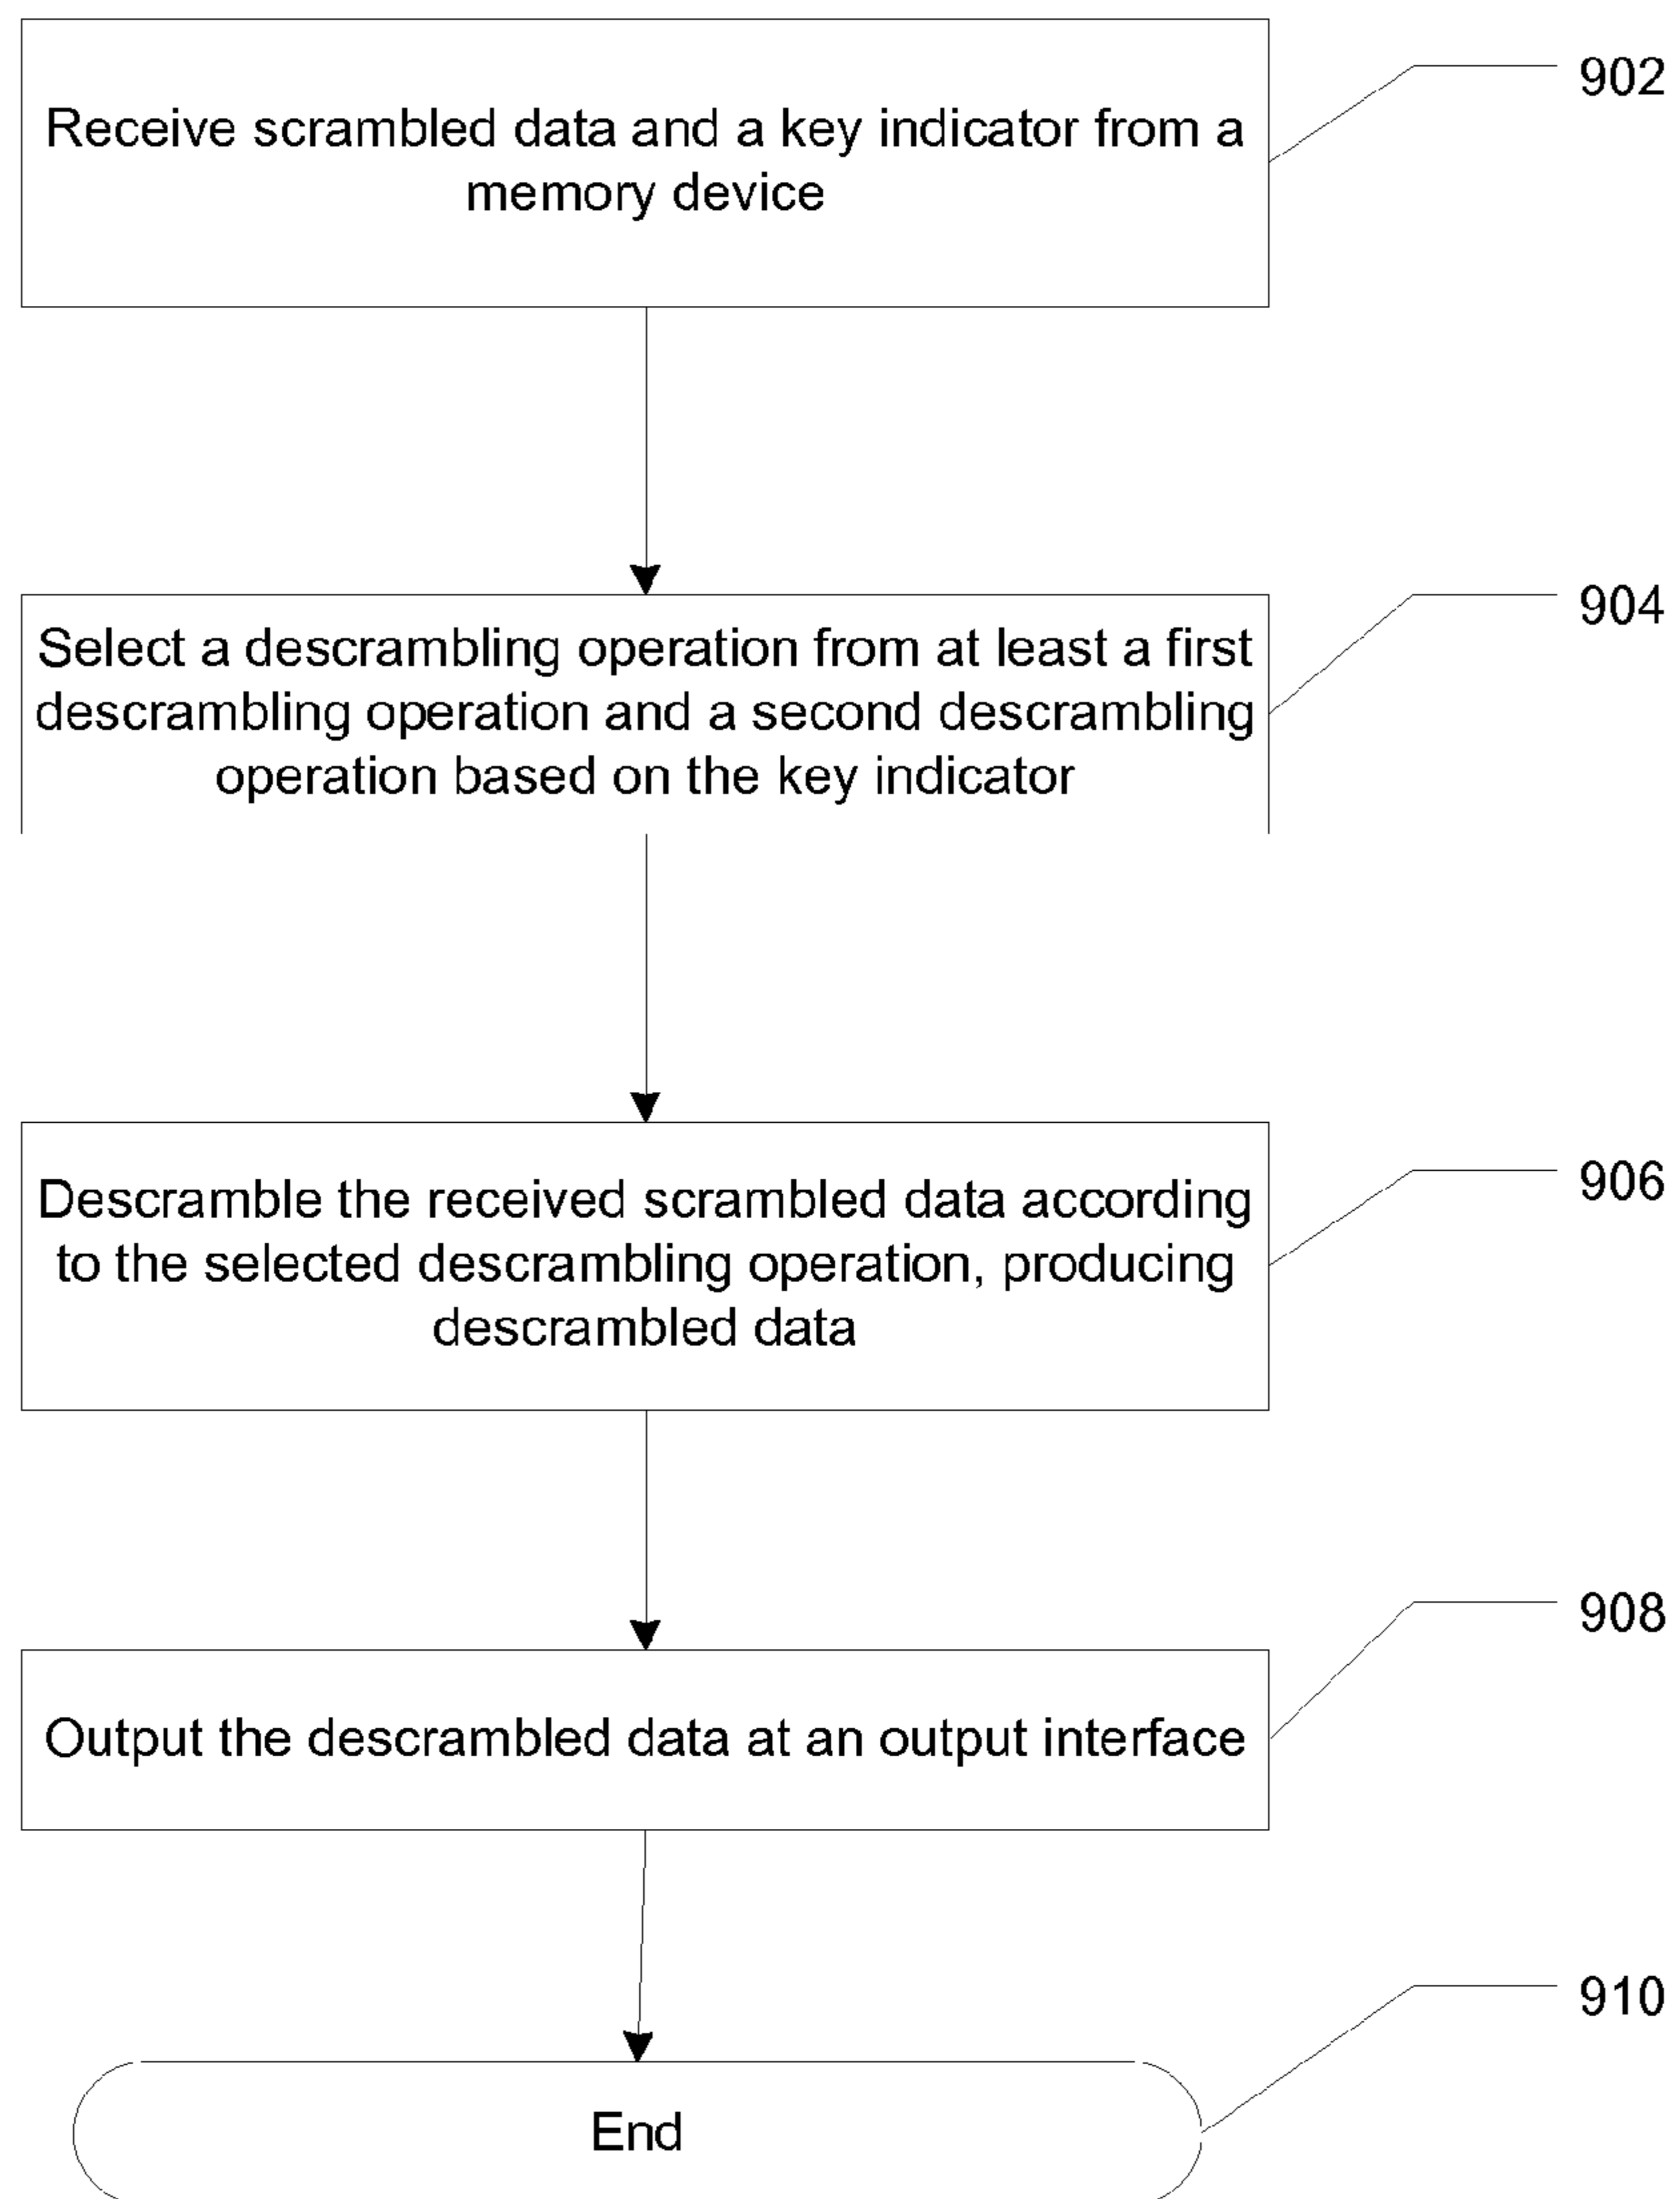 902
Receive scrambled data and a key indicator from a
memory device
904
Select a descrambling operation from at least a first
descrambling operation and a second descrambling
operation based on the key indicator
906
Descramble the received scrambled data according
to the selected descrambling operation, producing
descrambled data
908
Output the descrambled data at an output interface
910
End